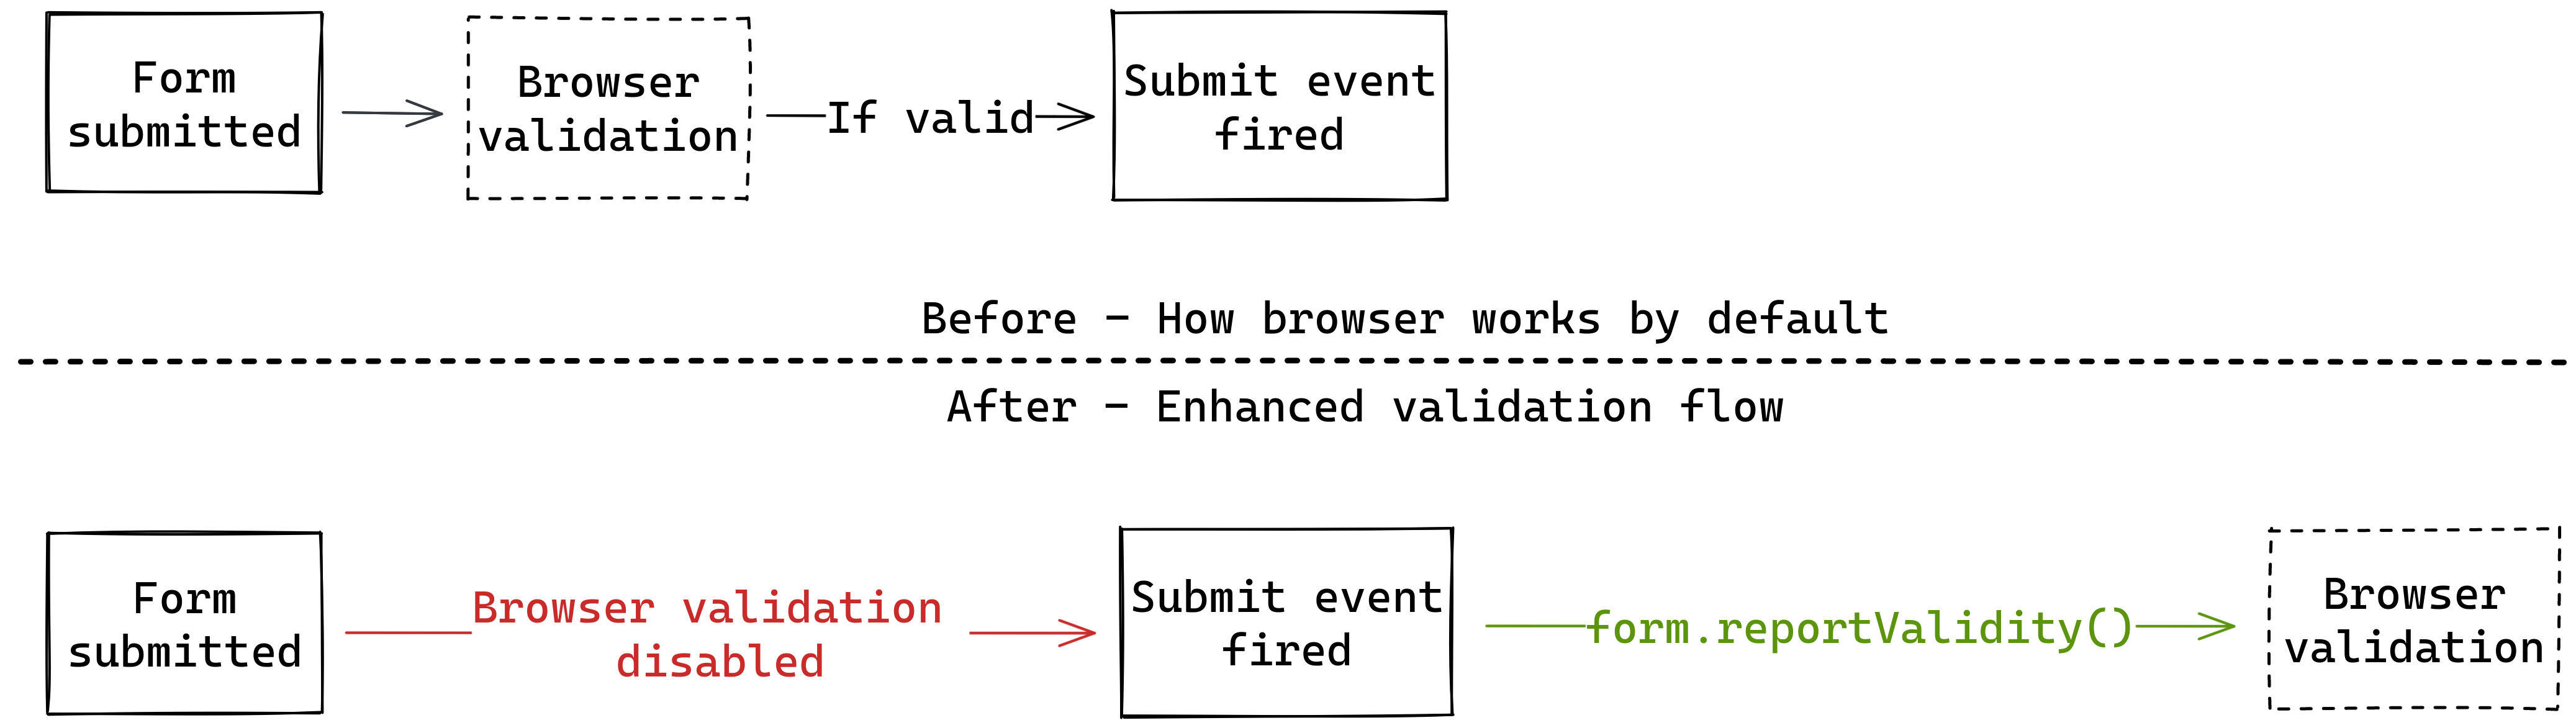 Form
submitted
Browser
validation
If valid
Submit event
fired
Before - How browser works by default
After - Enhanced validation flow
Form
submitted
Browser validation
disabled
Submit event
fired
form.reportValidity()
Browser
validation